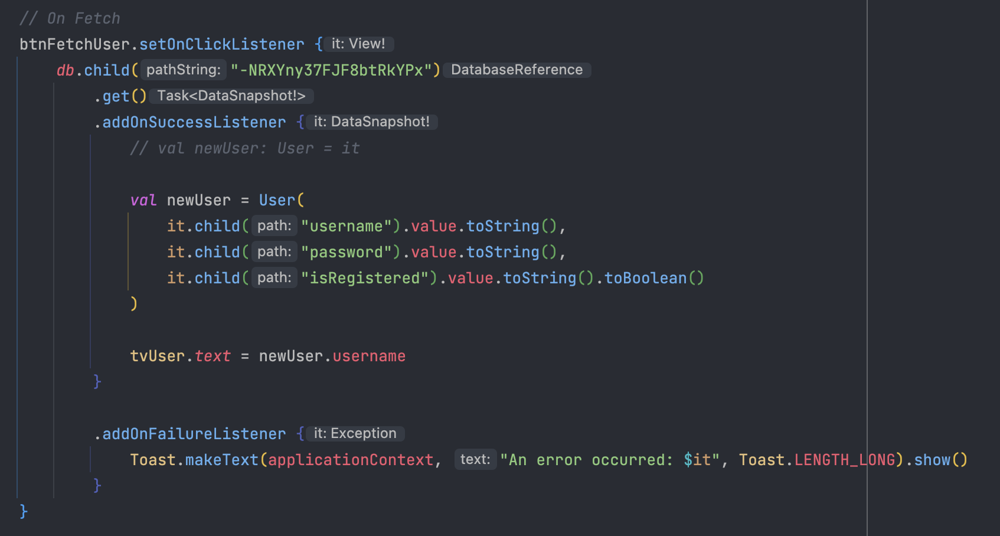 // On Fetch
btnFetchUser.setOnClickListener { it: View!
db.child( pathString: "-NRXYny37FJF8btRkYPx") DatabaseReference
.get() Task<DataSnapshot!>
.addOnSuccessListener { it: DataSnapshot!
// val newUser: User = it
val newUser = User(
it.child( path: "username").value.toString(),
it.child( path: "password").value.toString(),
it.child( path: "isRegistered").value.toString().toBoolean()
)
tvUser.text = newUser.username
}
.addOnFailureListener { it: Exception
Toast.makeText(applicationContext, text: "An error occurred: $it", Toast.LENGTH_LONG).show()
}
}